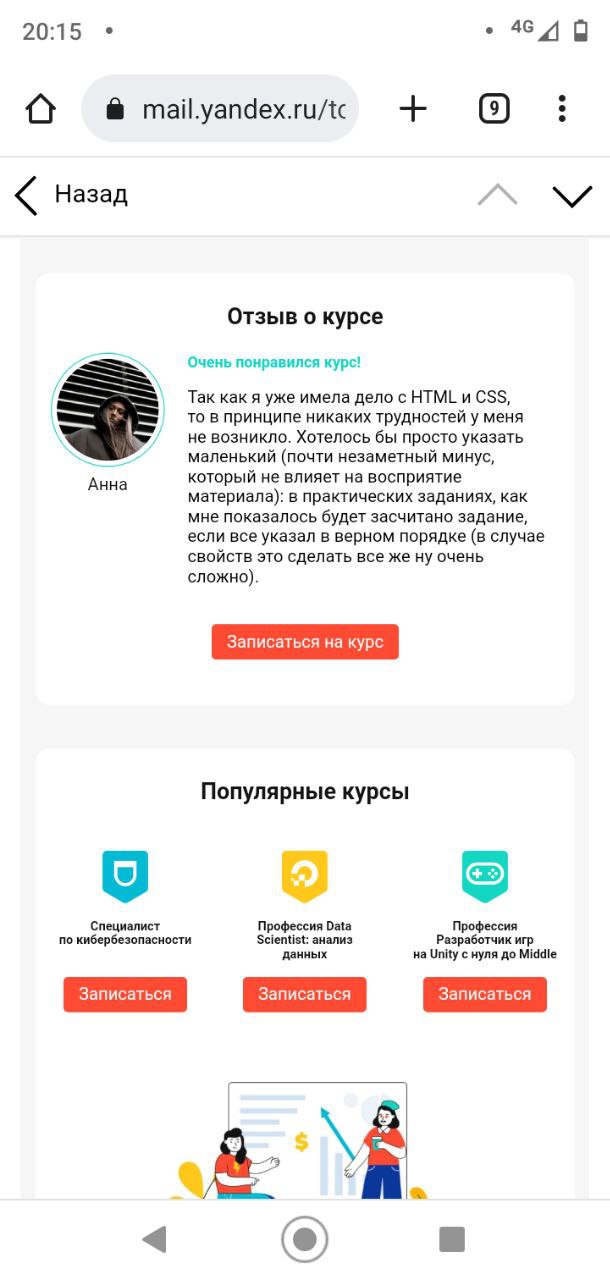 20:15
4G
mail.yandex.ru/to
9
Назад
Отзыв о курсе
Очень понравился курс!
Так как я уже имела дело с HTML и CSS,
то в принципе никаких трудностей у меня
не возникло. Хотелось бы просто указать
маленький (почти незаметный минус,
который не влияет на восприятие
материала): в практических заданиях, как
мне показалось будет засчитано задание,
если все указал в верном порядке (в случае
свойств это сделать все же ну очень
сложно).
Анна
Записаться на курс
Популярные курсы
Специалист
по кибербезопасности
Записаться
Профессия Data
Scientist: анализ
данных
Записаться
Профессия
Разработчик игр
на Unity с нуля до Middle
Записаться
$